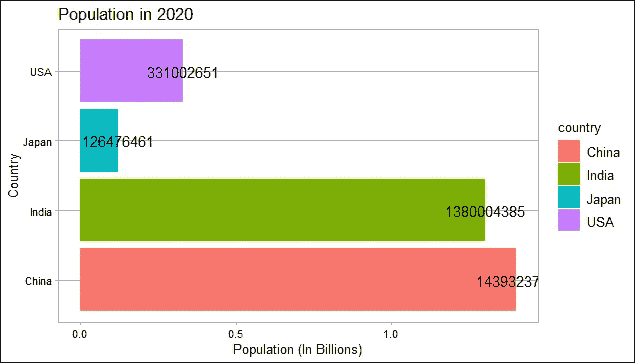 Population in 2020
USA
331002651
Japan
126476461
India
1380004385
China
14393237
Country
0.0
0.5
1.0
Population (In Billions)
country
China
India
Japan
USA